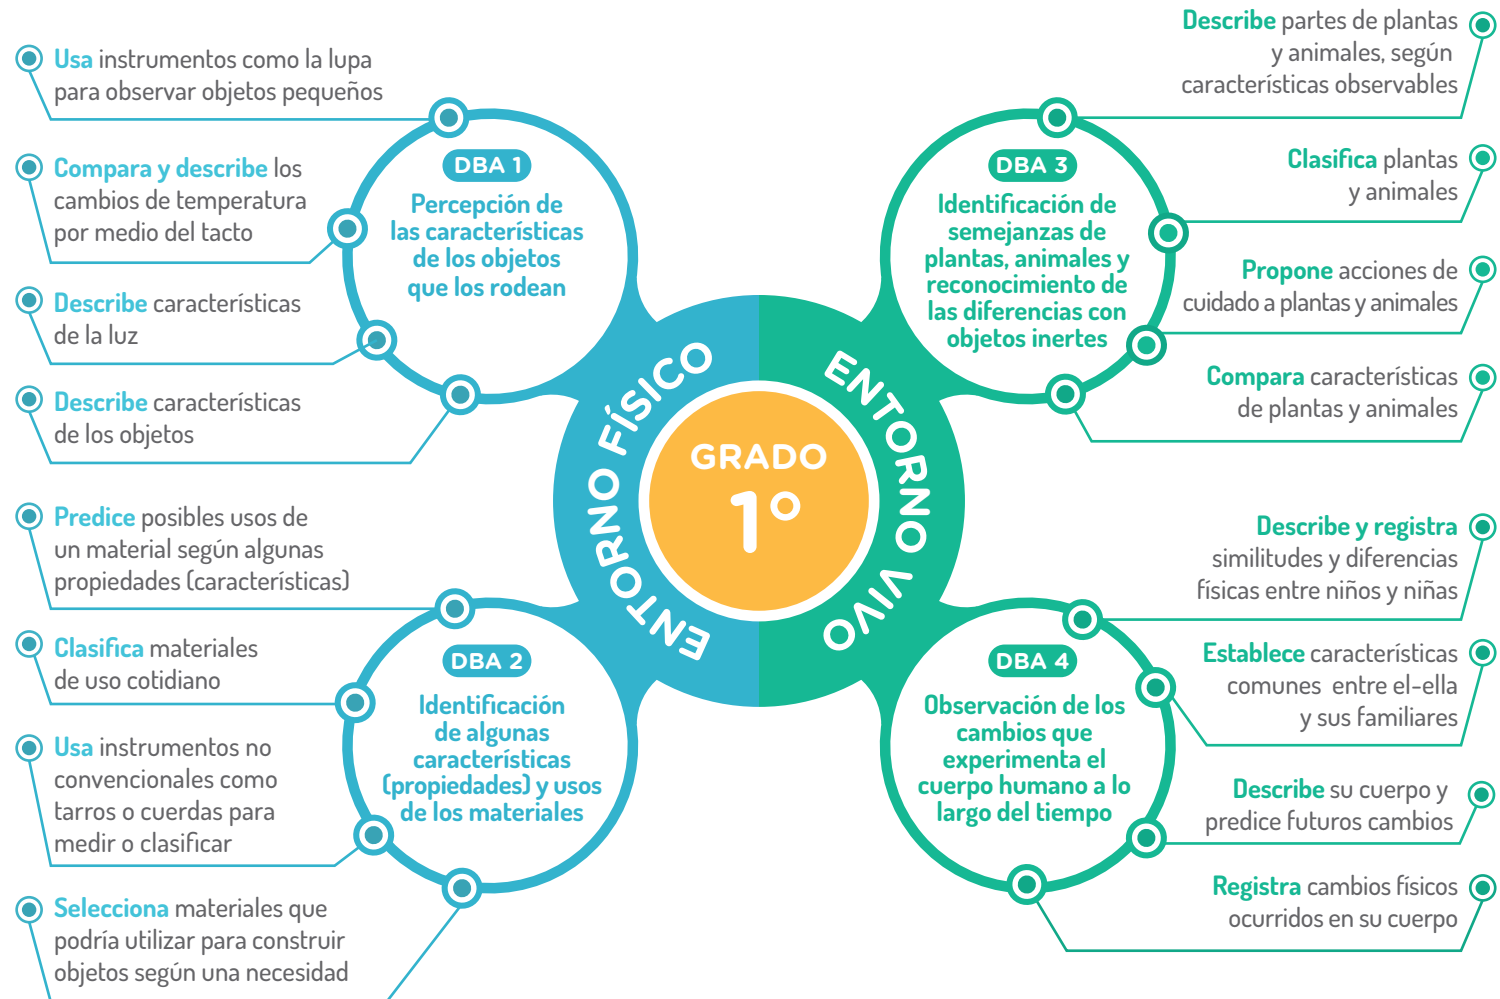 Usa instrumentos como la lupa
para observar objetos pequeños
Compara y describe los
cambios de temperatura
por medio del tacto
Describe características
de la luz
Describe características
de los objetos
DBA 1
Percepción de
las características
de los objetos
que los rodean
Predice posibles usos de
un material según algunas
propiedades (características)
Clasifica materiales
de uso cotidiano
Usa instrumentos no
convencionales como
tarros o cuerdas para
medir o clasificar
Selecciona materiales que
podría utilizar para construir
objetos según una necesidad
DBA 2
Identificación
de algunas
características
(propiedades) y usos
de los materiales
ENTORNO FÍSICO
GRADO
1°
ENTORNO VIVO
DBA 3
Identificación de
semejanzas de
plantas, animales y
reconocimiento de
las diferencias con
objetos inertes
Describe partes de plantas
y animales, según
características observables
Clasifica plantas
y animales
Propone acciones de
cuidado a plantas y animales
Compara características
de plantas y animales
DBA 4
Observación de los
cambios que
experimenta el
cuerpo humano a lo
largo del tiempo
Describe y registra
similitudes y diferencias
físicas entre niños y niñas
Establece características
comunes entre el-ella
y sus familiares
Describe su cuerpo y
predice futuros cambios
Registra cambios físicos
ocurridos en su cuerpo